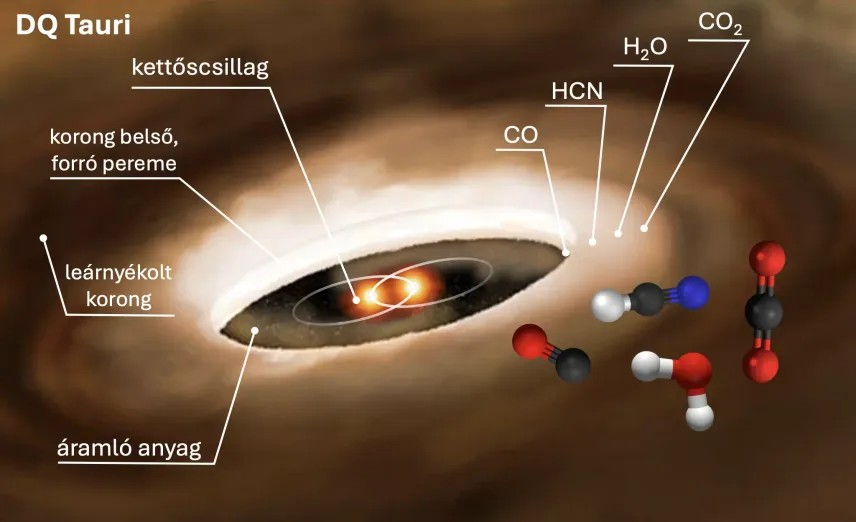 DQ Tauri
kettőscsillag
korong belső,
forró pereme
leárnyékolt
korong
áramló anyag
CO
HCN
H₂O
CO₂